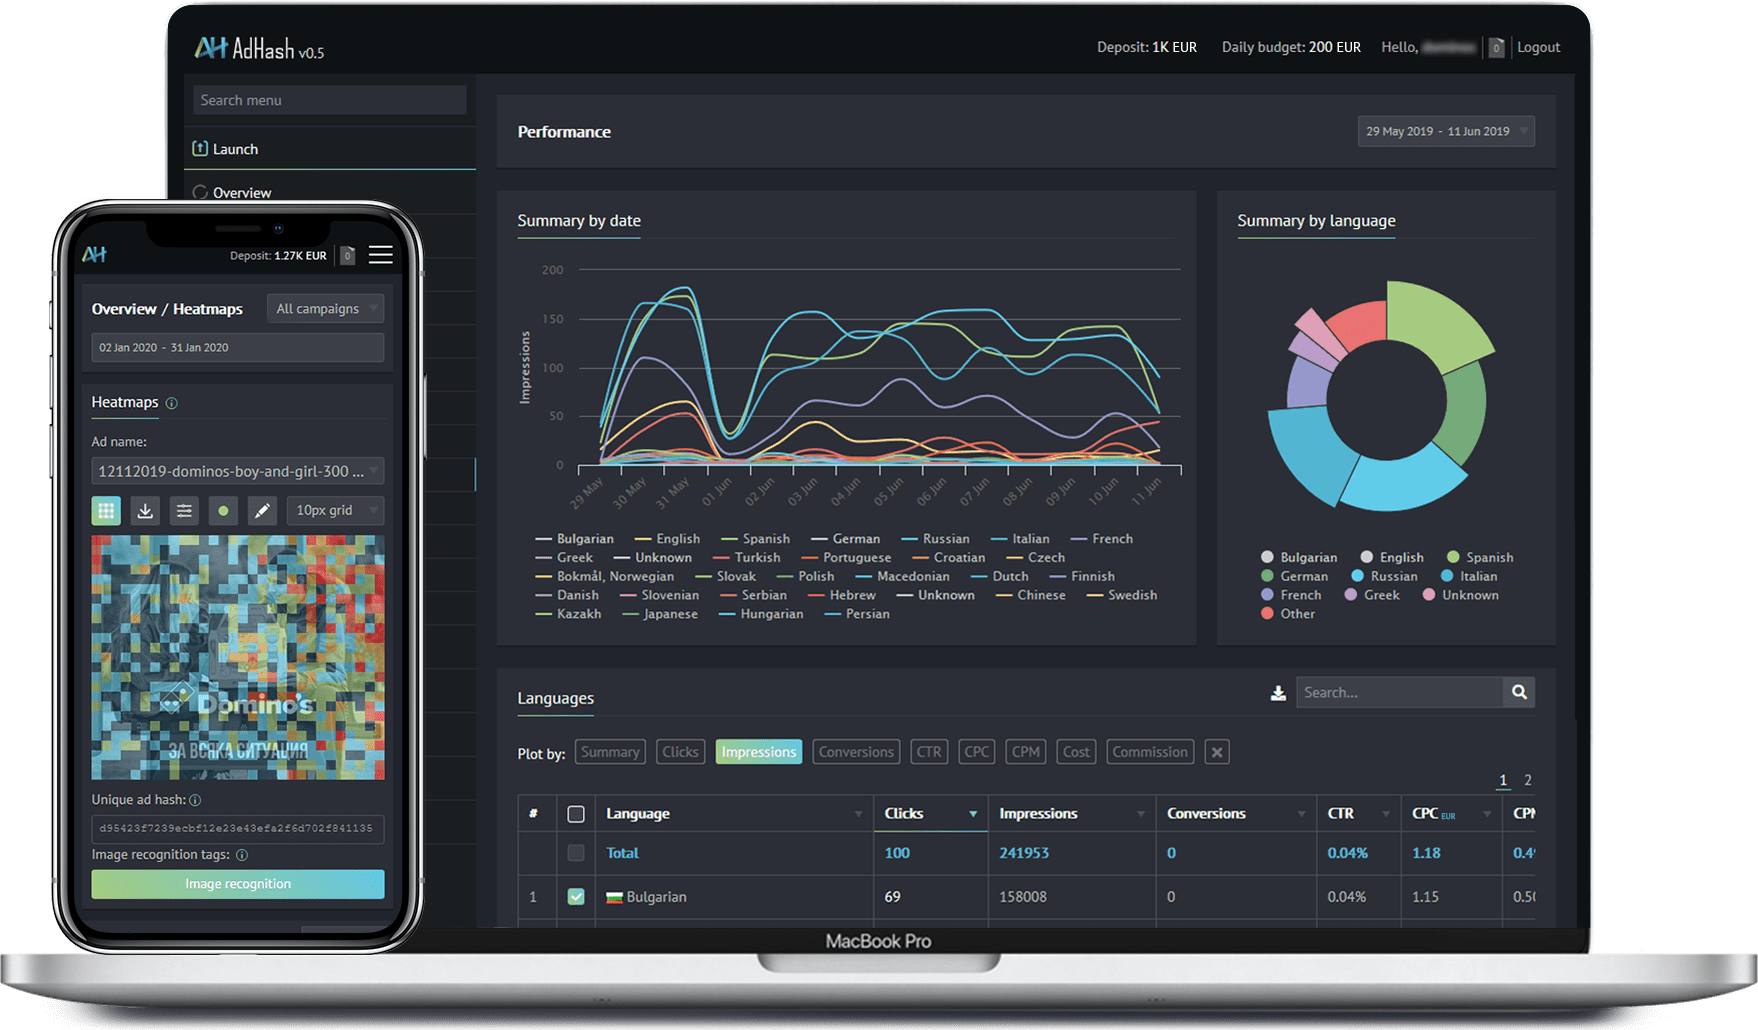 AdHash v0.5
Deposit: 1K EUR
Daily budget: 200 EUR
Hello,
0
Logout
Search menu
Launch
Overview
Performance
29 May 2019 - 11 Jun 2019
Summary by date
200
150
100
50
0
Impressions
29 May
30 May
31 May
01 Jun
02 Jun
03 Jun
04 Jun
05 Jun
06 Jun
07 Jun
08 Jun
09 Jun
10 Jun
11 Jun
Bulgarian English Spanish German Russian Italian French
Greek Unknown Turkish Portuguese Croatian Czech
Bokmål, Norwegian Slovak Polish Macedonian Dutch Finnish
Danish Slovenian Serbian Hebrew Unknown Chinese Swedish
Kazakh Japanese Hungarian Persian
Summary by language
Bulgarian English Spanish
German Russian Italian
French Greek Unknown
Other
Languages
Search...
Plot by: Summary Clicks Impressions Conversions CTR CPC CPM Cost Commission
1 2
# Language Clicks Impressions Conversions CTR CPC EUR
Total 100 241953 0 0.04% 1.18
1 Bulgarian 69 158008 0 0.04% 1.15
MacBook Pro
AH
Deposit: 1.27K EUR
0
Overview / Heatmaps
All campaigns
02 Jan 2020 - 31 Jan 2020
Heatmaps
Ad name:
12112019-dominos-boy-and-girl-300 ...
10px grid
Domino's
ЗА ВСЯКА СИТУАЦИЯ
Unique ad hash:
d95423f7239ecbf12e23e43efa2f6d702f841135
Image recognition tags:
Image recognition